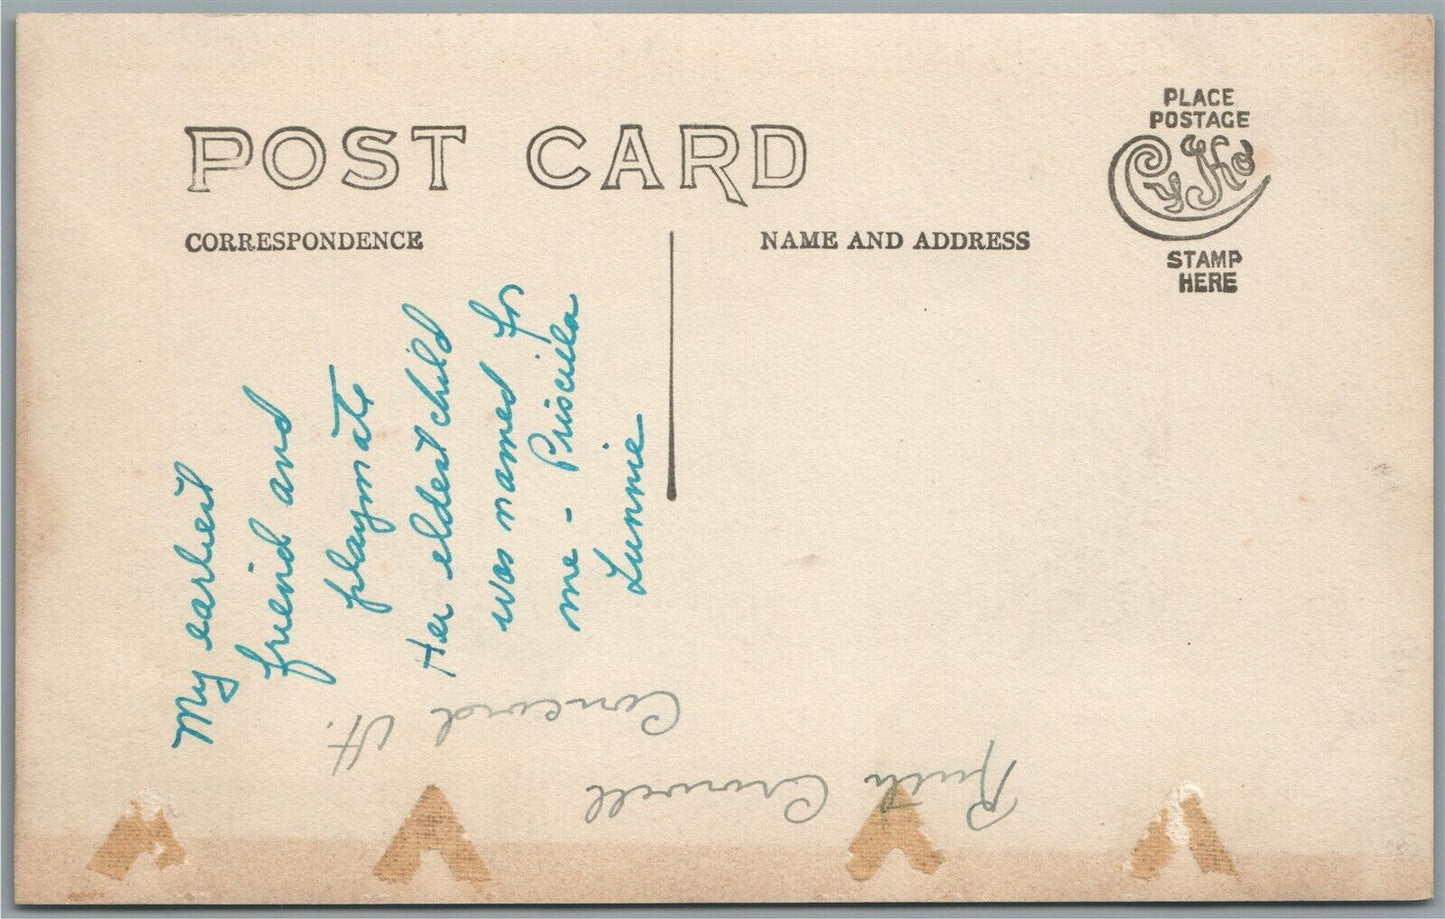 POST CARD
CORRESPONDENCE
NAME AND ADDRESS
PLACE
POSTAGE
CyKo
STAMP
HERE
My earliest
friend and
playmate
Her eldest child
was named for
me - Priscilla
Lunnie
Ruth Crowell
Concord Vt.